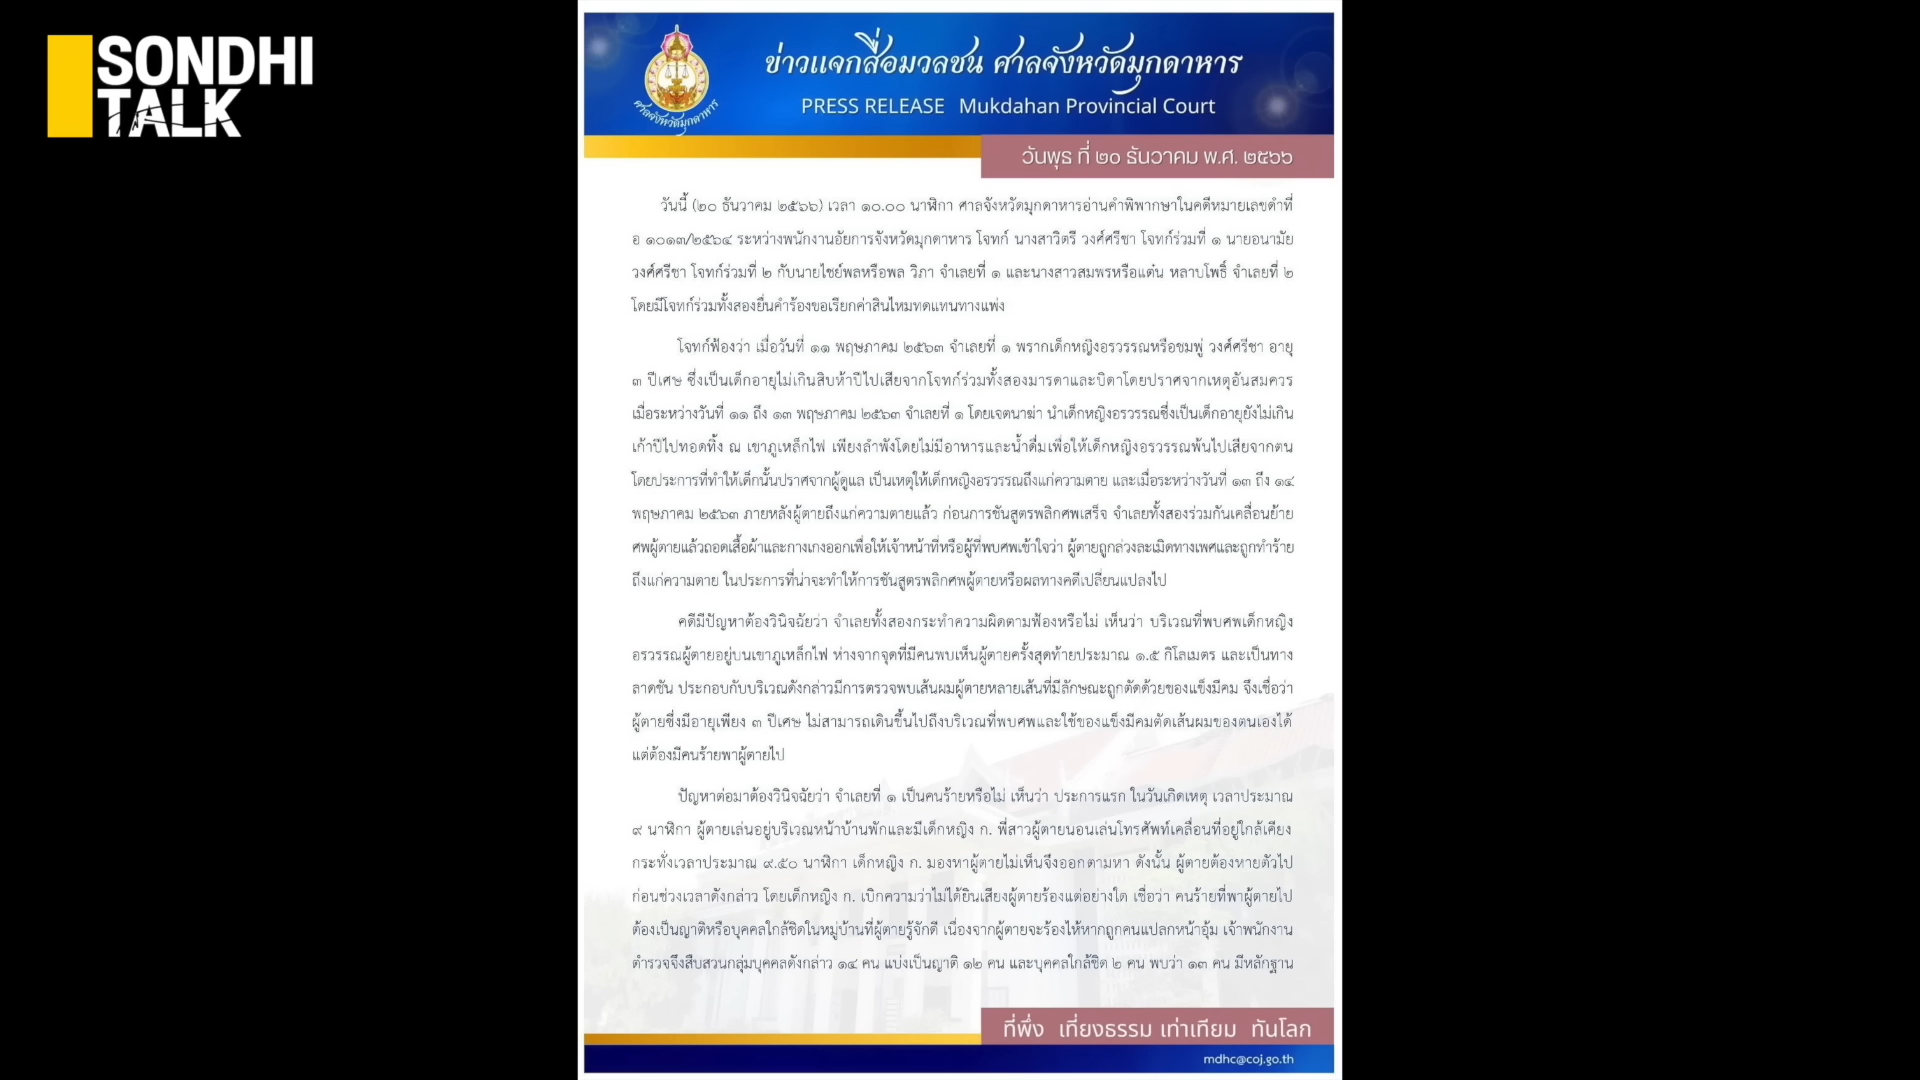 SONDHI
TALK
ข่าวแจกสื่อมวลชน ศาลจังหวัดมุกดาหาร
PRESS RELEASE Mukdahan Provincial Court
ศาลจังหวัดมุกดาหาร
วันพุธ ที่ ๒๐ ธันวาคม พ.ศ. ๒๕๖๖
วันนี้ (๒๐ ธันวาคม ๒๕๖๖) เวลา ๑๐.๐๐ นาฬิกา ศาลจังหวัดมุกดาหารอ่านคำพิพากษาในคดีหมายเลขดำที่
อ ๑๐๑๓/๒๕๖๔ ระหว่างพนักงานอัยการจังหวัดมุกดาหาร โจทก์ นางสาวิตรี วงศ์ศรีชา โจทก์ร่วมที่ ๑ นายอนามัย
วงศ์ศรีชา โจทก์ร่วมที่ ๒ กับนายไชย์พลหรือพล วิภา จำเลยที่ ๑ และนางสาวสมพรหรือแต๋น หลาบโพธิ์ จำเลยที่ ๒
โดยมีโจทก์ร่วมทั้งสองยื่นคำร้องขอเรียกค่าสินไหมทดแทนทางแพ่ง
โจทก์ฟ้องว่า เมื่อวันที่ ๑๑ พฤษภาคม ๒๕๖๓ จำเลยที่ ๑ พรากเด็กหญิงอรวรรณหรือชมพู่ วงศ์ศรีชา อายุ
๓ ปีเศษ ซึ่งเป็นเด็กอายุไม่เกินสิบห้าปีไปเสียจากโจทก์ร่วมทั้งสองมารดาและบิดาโดยปราศจากเหตุอันสมควร
เมื่อระหว่างวันที่ ๑๑ ถึง ๑๓ พฤษภาคม ๒๕๖๓ จำเลยที่ ๑ โดยเจตนาฆ่า นำเด็กหญิงอรวรรณซึ่งเป็นเด็กอายุยังไม่เกิน
เก้าปีไปทอดทิ้ง ณ เขาภูเหล็กไฟ เพียงลำพังโดยไม่มีอาหารและน้ำดื่มเพื่อให้เด็กหญิงอรวรรณพ้นไปเสียจากตน
โดยประการที่ทำให้เด็กนั้นปราศจากผู้ดูแล เป็นเหตุให้เด็กหญิงอรวรรณถึงแก่ความตาย และเมื่อระหว่างวันที่ ๑๓ ถึง ๑๔
พฤษภาคม ๒๕๖๓ ภายหลังผู้ตายถึงแก่ความตายแล้ว ก่อนการชันสูตรพลิกศพเสร็จ จำเลยทั้งสองร่วมกันเคลื่อนย้าย
ศพผู้ตายแล้วถอดเสื้อผ้าและกางเกงออกเพื่อให้เจ้าหน้าที่หรือผู้ที่พบศพเข้าใจว่า ผู้ตายถูกล่วงละเมิดทางเพศและถูกทำร้าย
ถึงแก่ความตาย ในประการที่น่าจะทำให้การชันสูตรพลิกศพผู้ตายหรือผลทางคดีเปลี่ยนแปลงไป
คดีมีปัญหาต้องวินิจฉัยว่า จำเลยทั้งสองกระทำความผิดตามฟ้องหรือไม่ เห็นว่า บริเวณที่พบศพเด็กหญิง
อรวรรณผู้ตายอยู่บนเขาภูเหล็กไฟ ห่างจากจุดที่มีคนพบเห็นผู้ตายครั้งสุดท้ายประมาณ ๑.๕ กิโลเมตร และเป็นทาง
ลาดชัน ประกอบกับบริเวณดังกล่าวมีการตรวจพบเส้นผมผู้ตายหลายเส้นที่มีลักษณะถูกตัดด้วยของแข็งมีคม จึงเชื่อว่า
ผู้ตายซึ่งมีอายุเพียง ๓ ปีเศษ ไม่สามารถเดินขึ้นไปถึงบริเวณที่พบศพและใช้ของแข็งมีคมตัดเส้นผมของตนเองได้
แต่ต้องมีคนร้ายพาผู้ตายไป
ปัญหาต่อมาต้องวินิจฉัยว่า จำเลยที่ ๑ เป็นคนร้ายหรือไม่ เห็นว่า ประการแรก ในวันเกิดเหตุ เวลาประมาณ
๙ นาฬิกา ผู้ตายเล่นอยู่บริเวณหน้าบ้านพักและมีเด็กหญิง ก. พี่สาวผู้ตายนอนเล่นโทรศัพท์เคลื่อนที่อยู่ใกล้เคียง
กระทั่งเวลาประมาณ ๙.๕๐ นาฬิกา เด็กหญิง ก. มองหาผู้ตายไม่เห็นจึงออกตามหา ดังนั้น ผู้ตายต้องหายตัวไป
ก่อนช่วงเวลาดังกล่าว โดยเด็กหญิง ก. เบิกความว่าไม่ได้ยินเสียงผู้ตายร้องแต่อย่างใด เชื่อว่า คนร้ายที่พาผู้ตายไป
ต้องเป็นญาติหรือบุคคลใกล้ชิดในหมู่บ้านที่ผู้ตายรู้จักดี เนื่องจากผู้ตายจะร้องไห้หากถูกคนแปลกหน้าอุ้ม เจ้าพนักงาน
ตำรวจจึงสืบสวนกลุ่มบุคคลดังกล่าว ๑๔ คน แบ่งเป็นญาติ ๑๒ คน และบุคคลใกล้ชิด ๒ คน พบว่า ๑๓ คน มีหลักฐาน
ที่พึ่ง เที่ยงธรรม เท่าเทียม ทันโลก
mdhc@coj.go.th